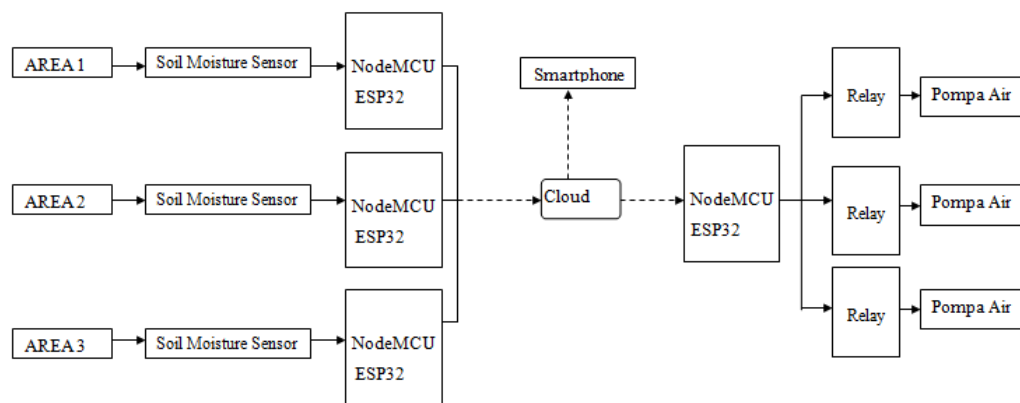 AREA 1
Soil Moisture Sensor
NodeMCU
ESP32
AREA 2
Soil Moisture Sensor
NodeMCU
ESP32
AREA 3
Soil Moisture Sensor
NodeMCU
ESP32
Smartphone
Cloud
NodeMCU
ESP32
Relay
Pompa Air
Relay
Pompa Air
Relay
Pompa Air